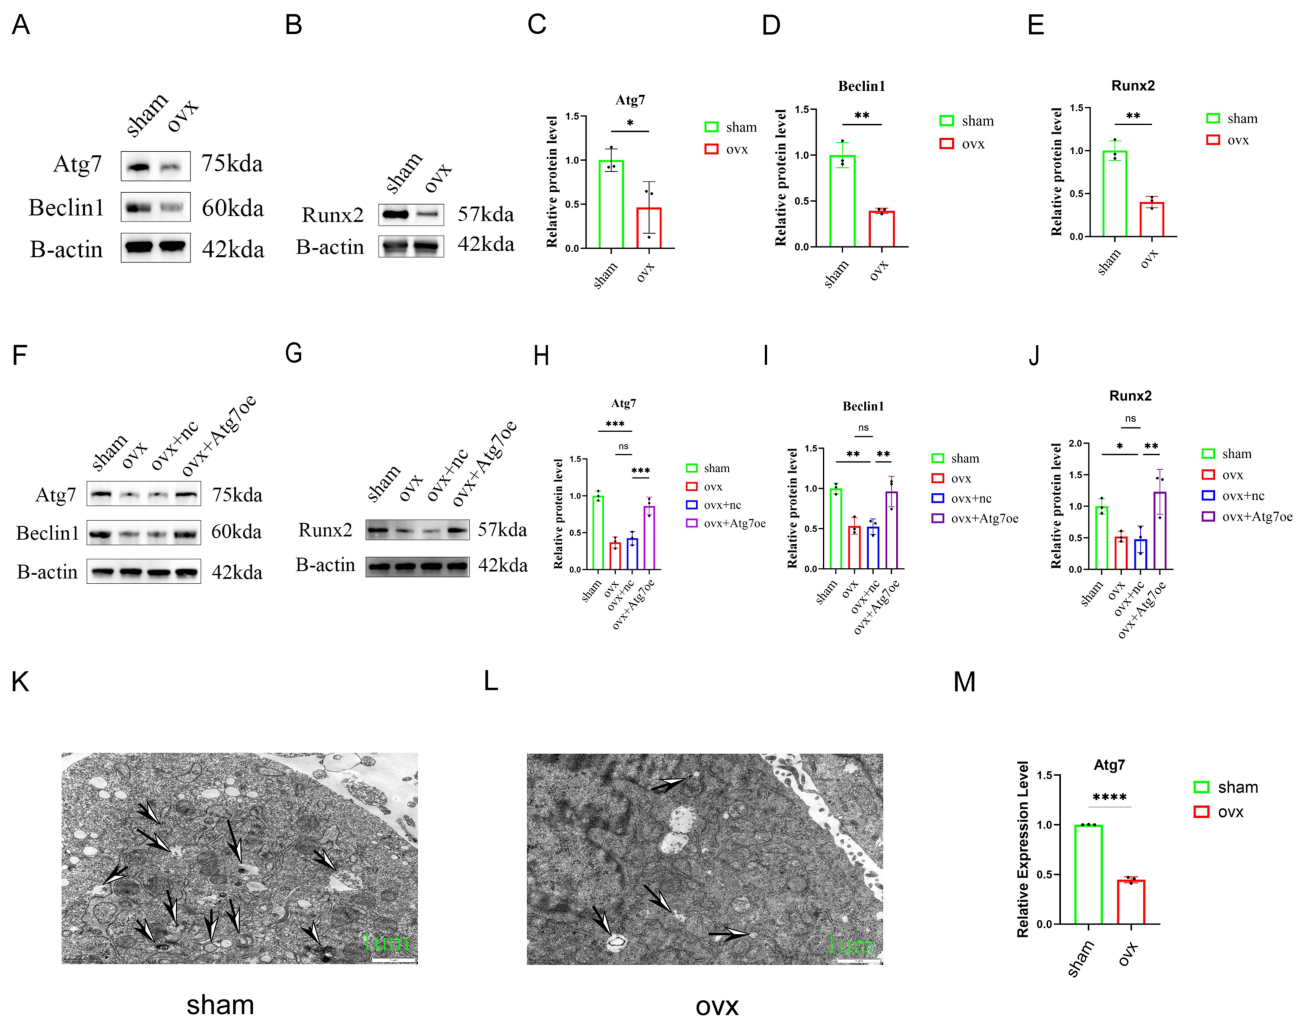 A
B
C
D
E
sham
ovx
Atg7
75kda
Beclin1
60kda
B-actin
42kda
sham
ovx
Runx2
57kda
B-actin
42kda
Atg7
Relative protein level
1.5
1.0
0.5
0.0
*
sham
ovx
sham
ovx
Beclin1
Relative protein level
1.5
1.0
0.5
0.0
**
sham
ovx
sham
ovx
Runx2
Relative protein level
1.5
1.0
0.5
0.0
**
sham
ovx
sham
ovx
F
G
H
I
J
sham
ovx
ovx+nc
ovx+Atg7oe
Atg7
75kda
Beclin1
60kda
B-actin
42kda
sham
ovx
ovx+nc
ovx+Atg7oe
Runx2
57kda
B-actin
42kda
Atg7
Relative protein level
1.5
1.0
0.5
0.0
***
ns
***
sham
ovx
ovx+nc
ovx+Atg7oe
sham
ovx
ovx+nc
ovx+Atg7oe
Beclin1
Relative protein level
1.5
1.0
0.5
0.0
ns
**
**
sham
ovx
ovx+nc
ovx+Atg7oe
sham
ovx
ovx+nc
ovx+Atg7oe
Runx2
Relative protein level
2.0
1.5
1.0
0.5
0.0
ns
*
**
sham
ovx
ovx+nc
ovx+Atg7oe
sham
ovx
ovx+nc
ovx+Atg7oe
K
L
M
1um
sham
1um
ovx
Atg7
Relative Expression Level
1.5
1.0
0.5
0.0
****
sham
ovx
sham
ovx